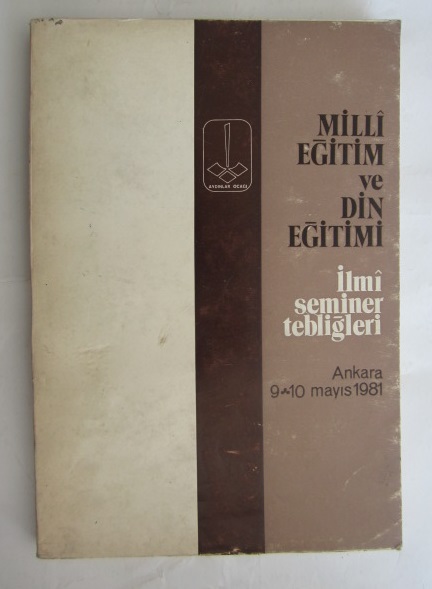 AYDINLAR OCAĞI
MİLLÎ
EĞİTİM
ve
DİN
EĞİTİMİ
İlmî
seminer
tebliğleri
Ankara
9-10 mayıs 1981